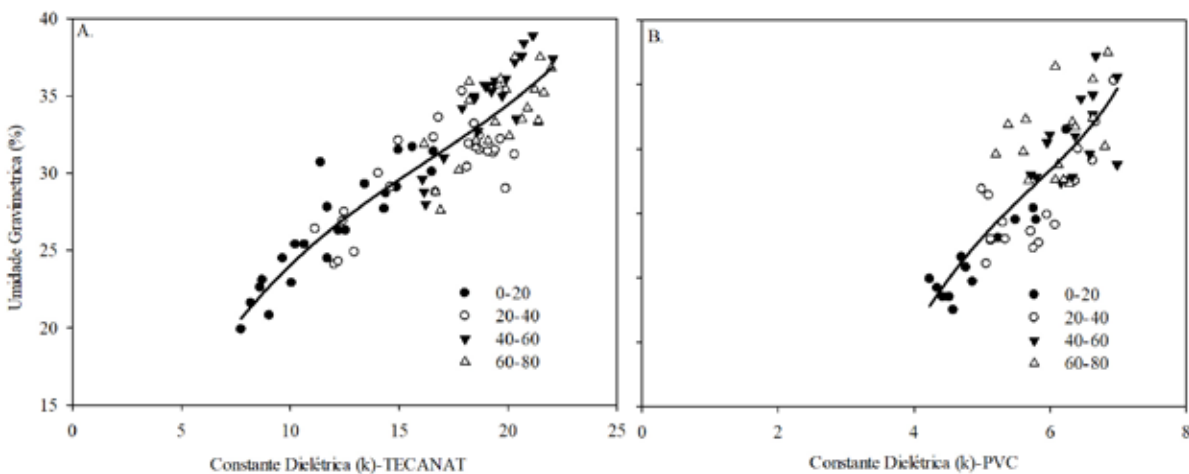 A.
B.
40
35
30
25
20
15
Umidade Gravimetrica (%)
0-20
20-40
40-60
60-80
0-20
20-40
40-60
60-80
0 5 10 15 20 25
0 2 4 6 8
Constante Dielétrica (k)-TECANAT
Constante Dielétrica (k)-PVC